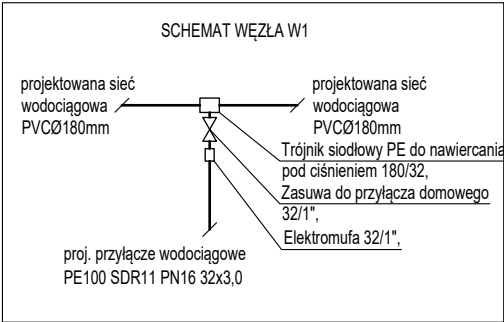 SCHEMAT WĘZŁA W1
projektowana sieć
wodociągowa
PVCØ180mm
projektowana sieć
wodociągowa
PVCØ180mm
Trójnik siodłowy PE do nawiercania
pod ciśnieniem 180/32,
Zasuwa do przyłącza domowego
32/1",
Elektromufa 32/1",
proj. przyłącze wodociągowe
PE100 SDR11 PN16 32x3,0